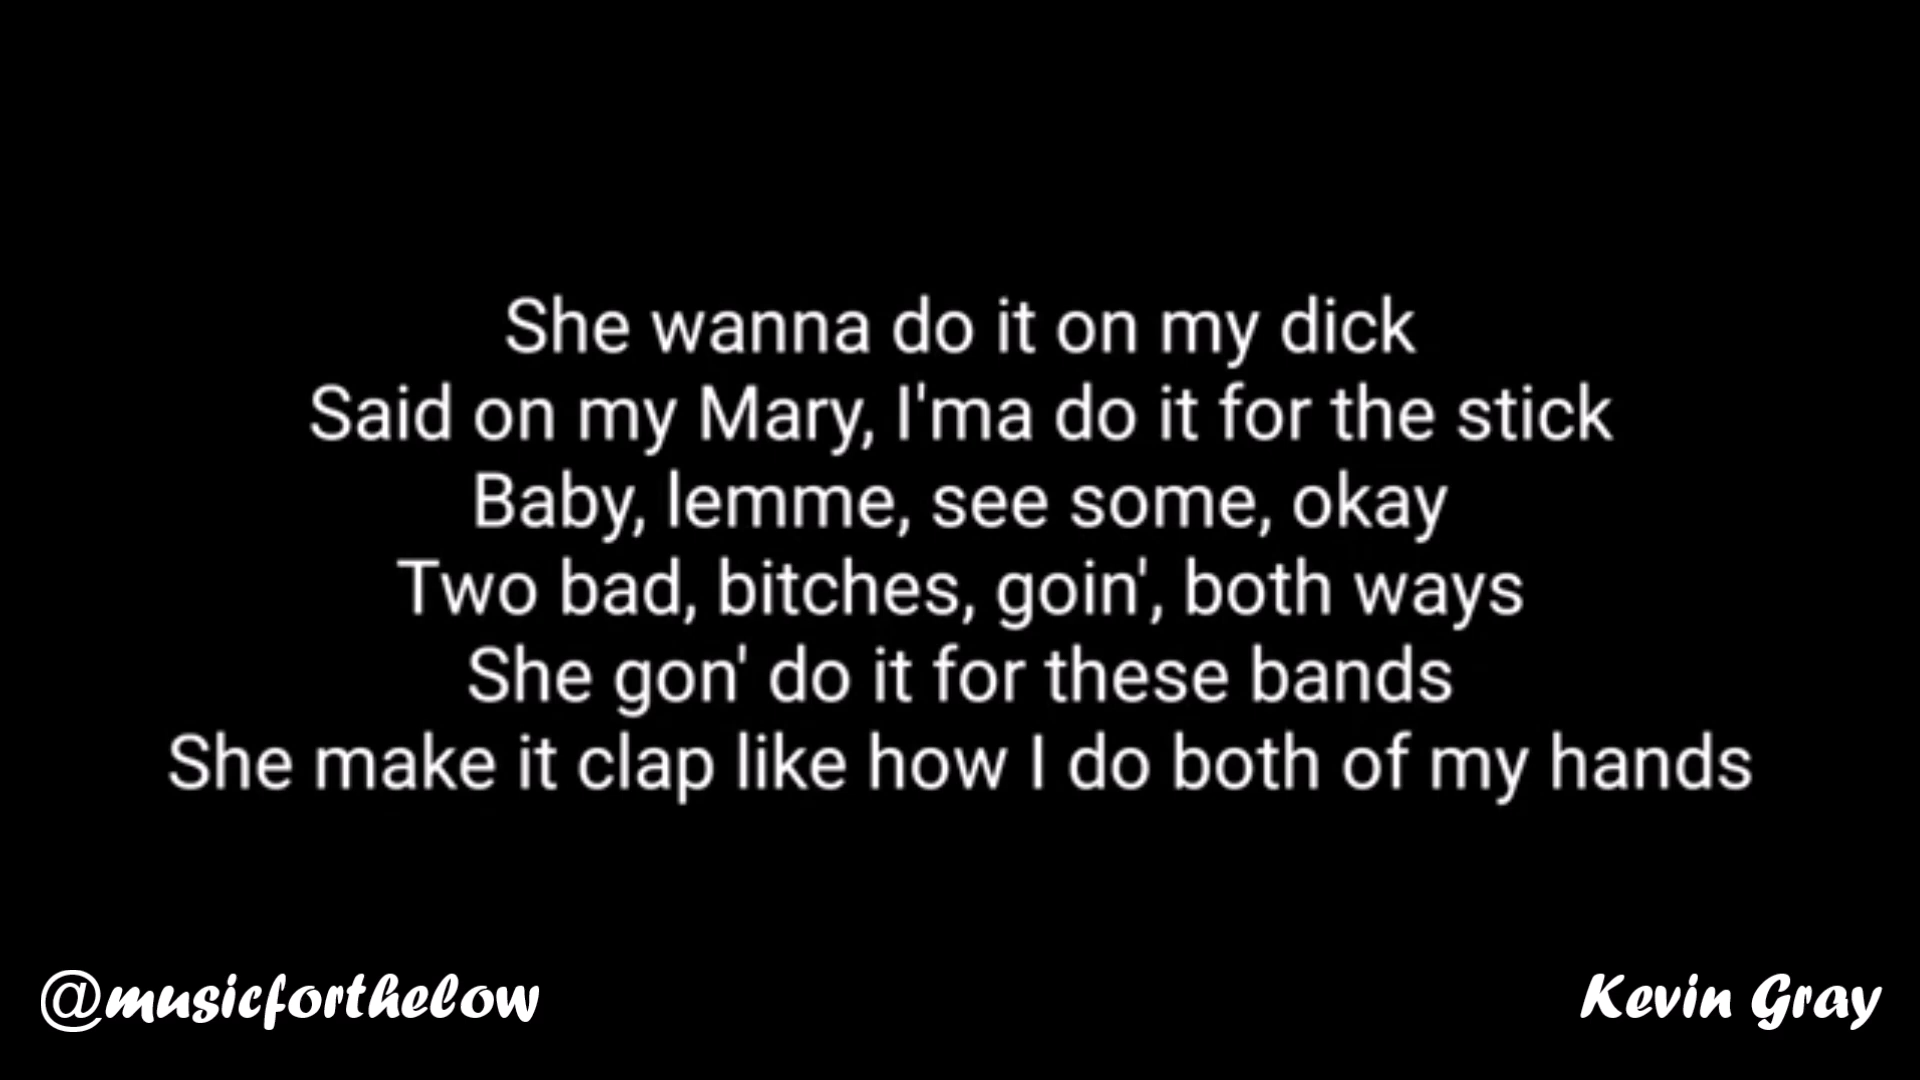 She wanna do it on my dick
Said on my Mary, I'ma do it for the stick
Baby, lemme, see some, okay
Two bad, bitches, goin', both ways
She gon' do it for these bands
She make it clap like how I do both of my hands
@musicforthelow
Kevin Gray